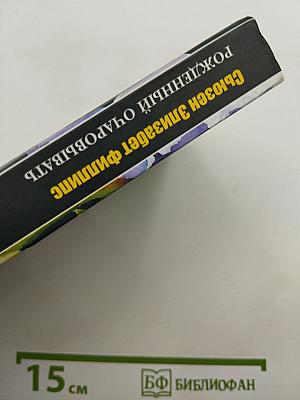 Сьюзен Элизабет Филлипс
РОЖДЕННЫЙ ОЧАРОВЫВАТЬ
15 см
БФ БИБЛИОФАН